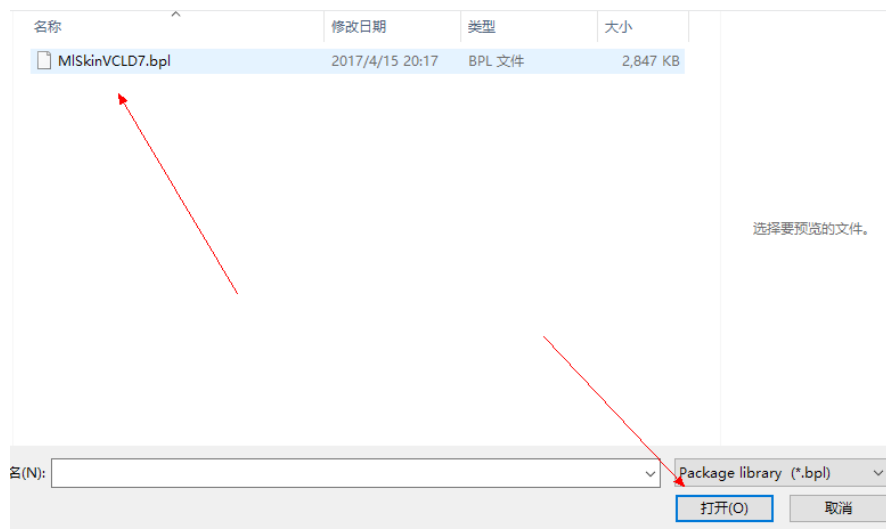 名称 修改日期 类型 大小
MlSkinVCLD7.bpl 2017/4/15 20:17 BPL 文件 2,847 KB
选择要预览的文件。
名(N): Package library (*.bpl)
打开(O) 取消